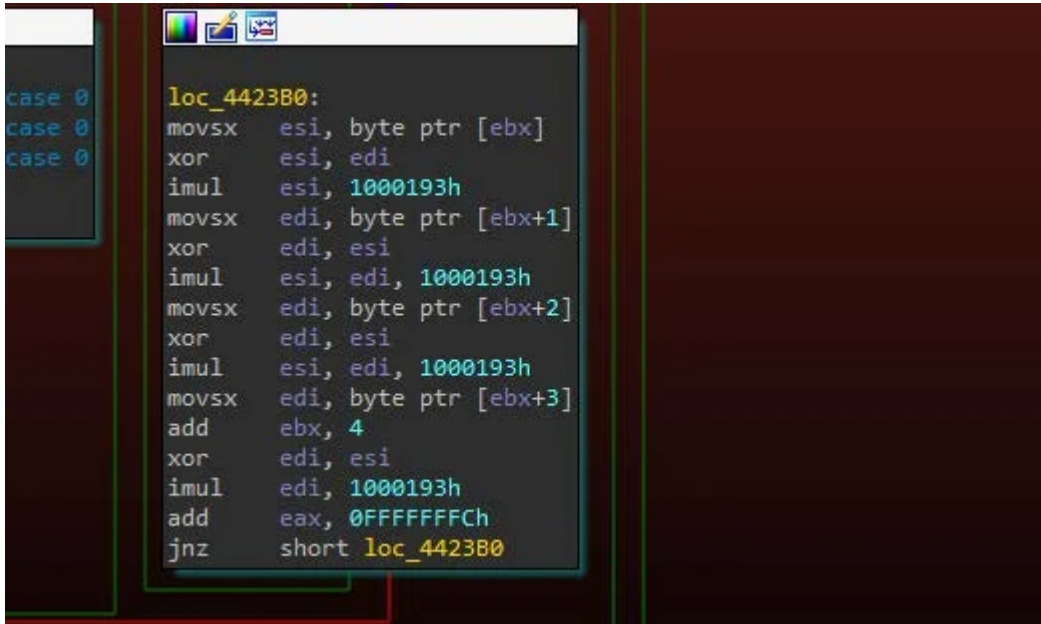 case 0
case 0
case 0
loc_4423B0:
movsx esi, byte ptr [ebx]
xor esi, edi
imul esi, 1000193h
movsx edi, byte ptr [ebx+1]
xor edi, esi
imul esi, edi, 1000193h
movsx edi, byte ptr [ebx+2]
xor edi, esi
imul esi, edi, 1000193h
movsx edi, byte ptr [ebx+3]
add ebx, 4
xor edi, esi
imul edi, 1000193h
add eax, 0FFFFFFFCh
jnz short loc_4423B0